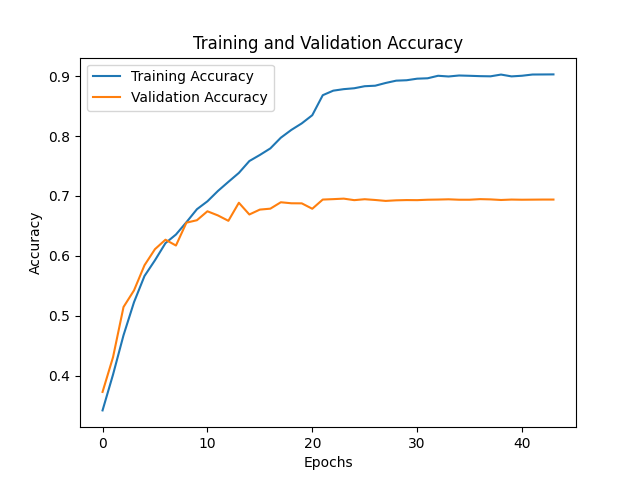 Training and Validation Accuracy
Training Accuracy
Validation Accuracy
0.9
0.8
0.7
0.6
0.5
0.4
Accuracy
0 10 20 30 40
Epochs